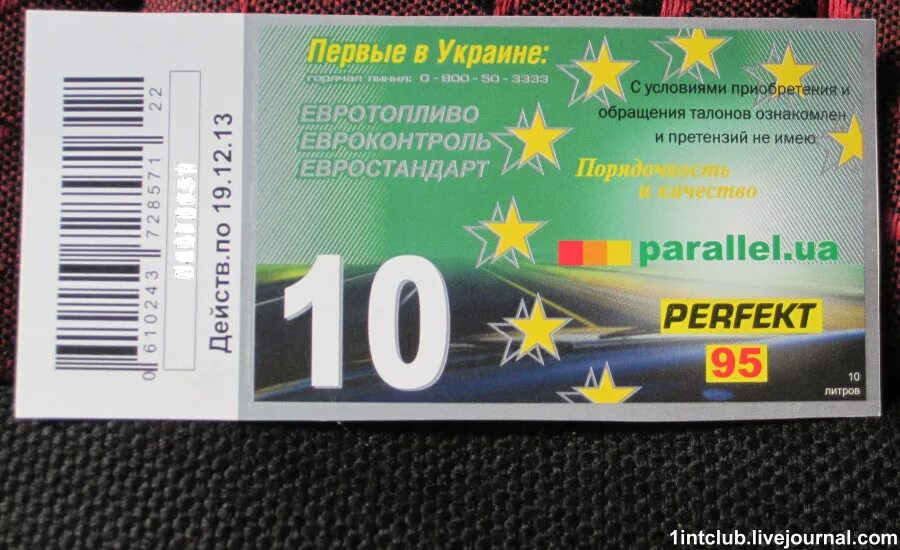 0 610243 728571 22
Действ.по 19.12.13
Первые в Украине:
горячая линия: 0-800-50-3333
ЕВРОТОПЛИВО
ЕВРОКОНТРОЛЬ
ЕВРОСТАНДАРТ
С условиями приобретения и
обращения талонов ознакомлен
и претензий не имею
Порядочность
и качество
parallel.ua
10
PERFEKT
95
10
литров
1intclub.livejournal.com